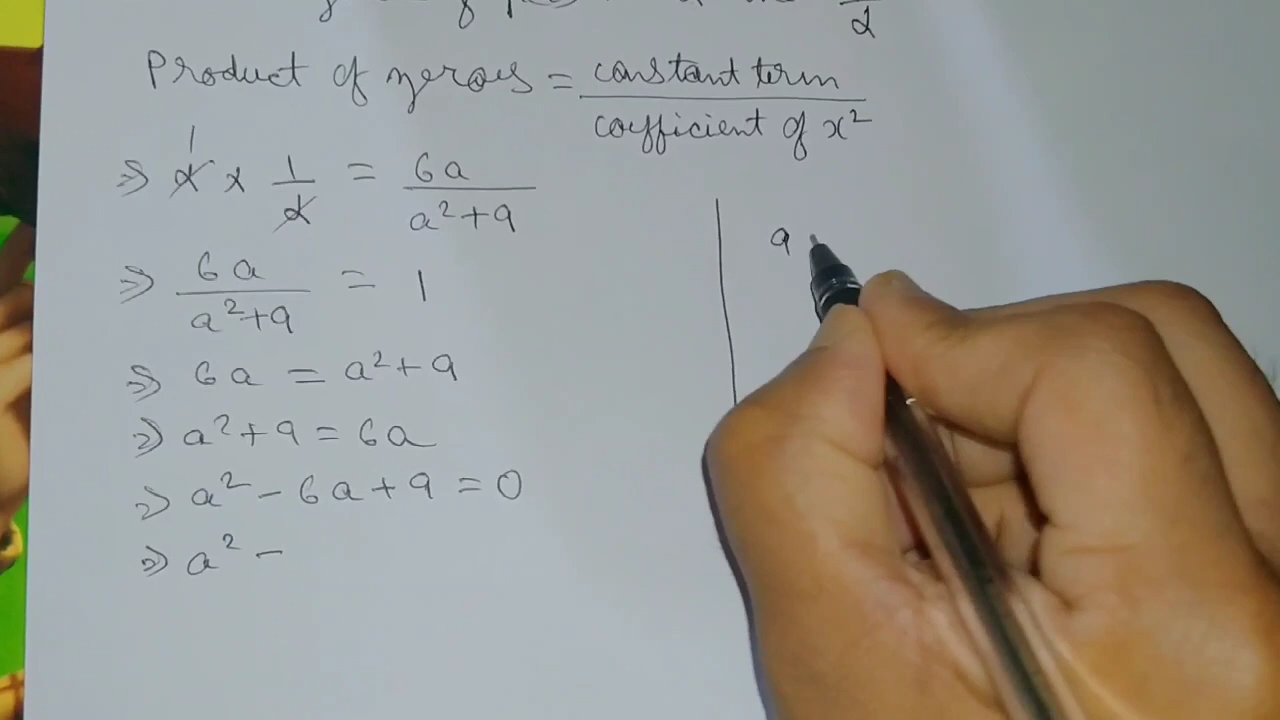 α
Product of zeroes = constant term / coefficient of x²
1
⇒ α × 1/α = 6a/a²+9
⇒ 6a/a²+9 = 1
⇒ 6a = a²+9
⇒ a²+9 = 6a
⇒ a² - 6a + 9 = 0
⇒ a² -
9